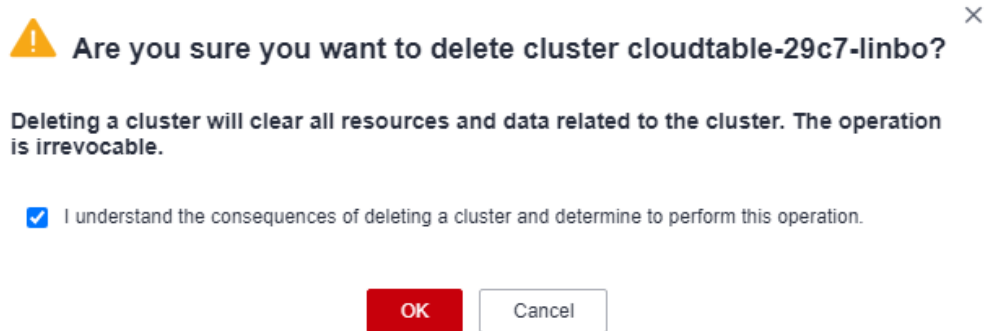 Are you sure you want to delete cluster cloudtable-29c7-linbo?
Deleting a cluster will clear all resources and data related to the cluster. The operation
is irrevocable.
I understand the consequences of deleting a cluster and determine to perform this operation.
OK
Cancel